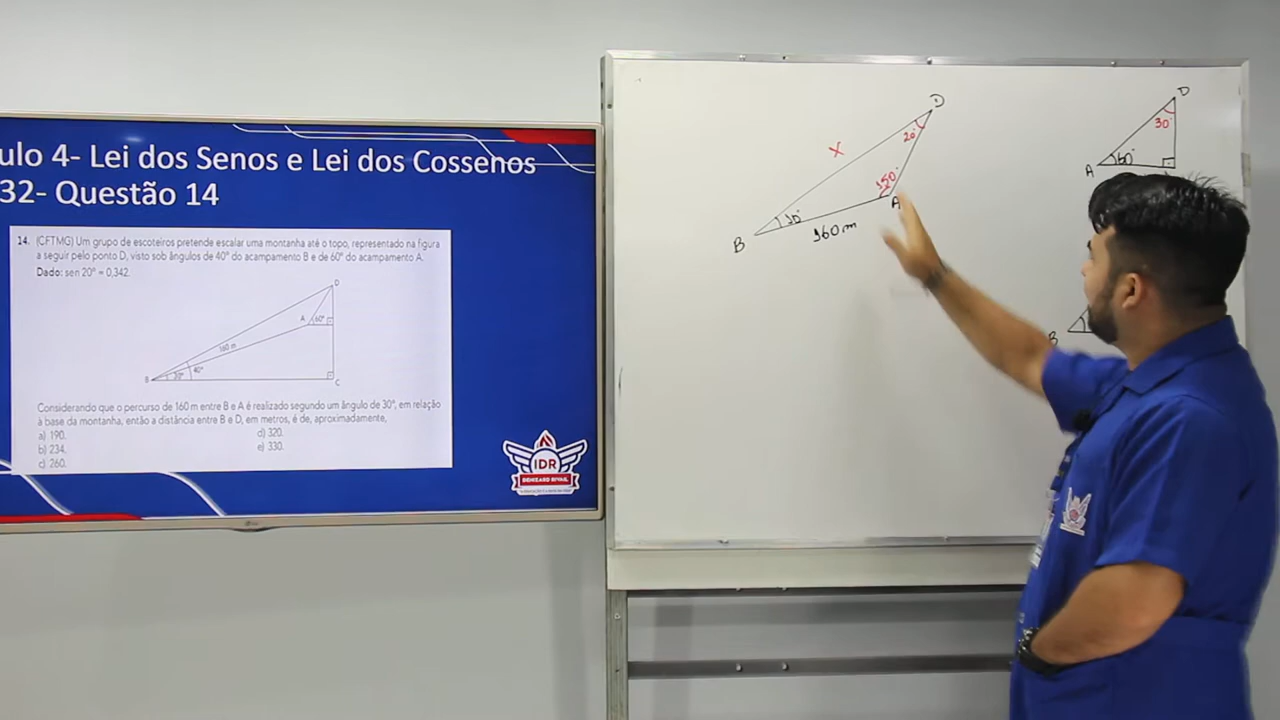 ulo 4- Lei dos Senos e Lei dos Cossenos
32- Questão 14
14. (CFTMG) Um grupo de escoteiros pretende escalar uma montanha até o topo, representado na figura
a seguir pelo ponto D, visto sob ângulos de 40° do acampamento B e de 60° do acampamento A.
Dado: sen 20° = 0,342.
D
A
60°
160 m
B
20°
40°
C
Considerando que o percurso de 160 m entre B e A é realizado segundo um ângulo de 30°, em relação
à base da montanha, então a distância entre B e D, em metros, é de, aproximadamente,
a) 190.
b) 234.
c) 260.
d) 320.
e) 330.
IDR
DENIZARD RIVAIL
D
20°
x
150°
A
B
160m
D
30°
A
60°
B